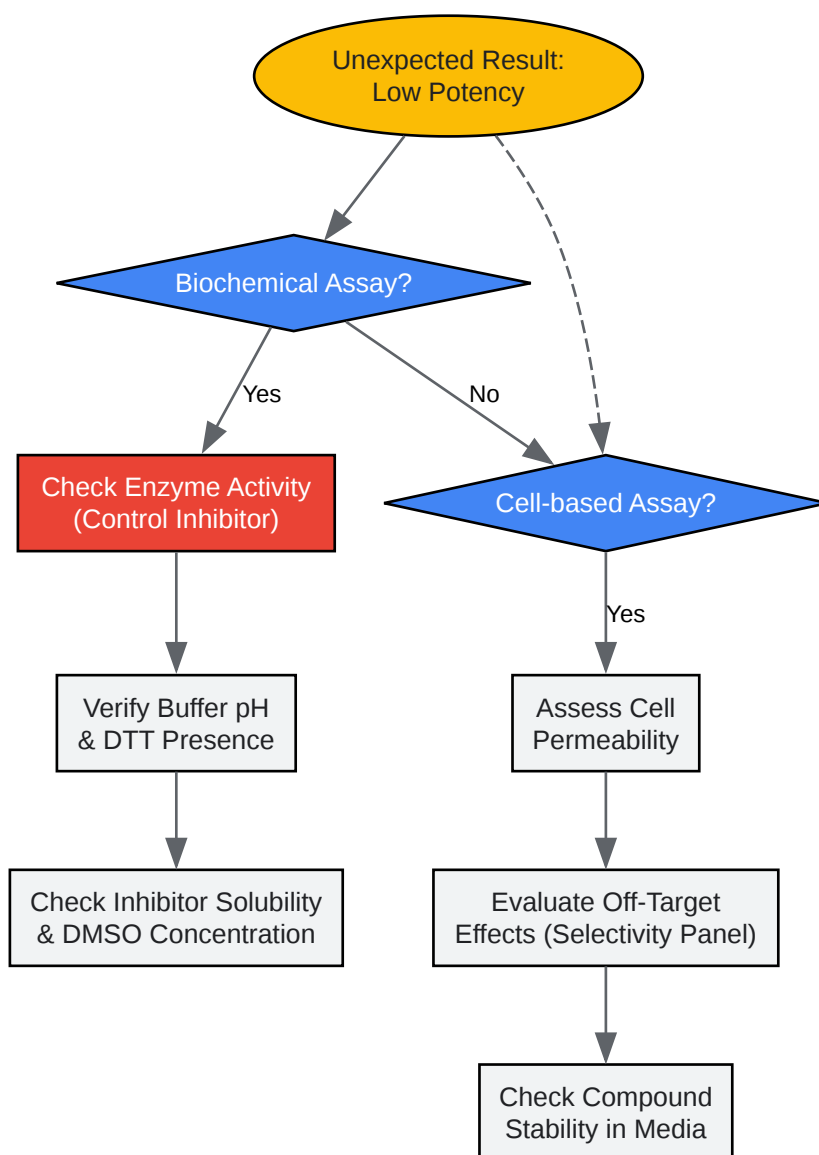 Unexpected Result:
Low Potency
Biochemical Assay?
Yes
No
Check Enzyme Activity
(Control Inhibitor)
Cell-based Assay?
Yes
Verify Buffer pH
& DTT Presence
Assess Cell
Permeability
Check Inhibitor Solubility
& DMSO Concentration
Evaluate Off-Target
Effects (Selectivity Panel)
Check Compound
Stability in Media